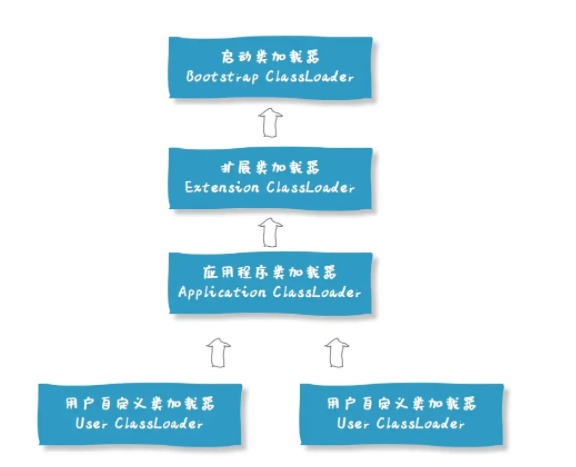 启动类加载器
Bootstrap ClassLoader
扩展类加载器
Extension ClassLoader
应用程序类加载器
Application ClassLoader
用户自定义类加载器
User ClassLoader
用户自定义类加载器
User ClassLoader